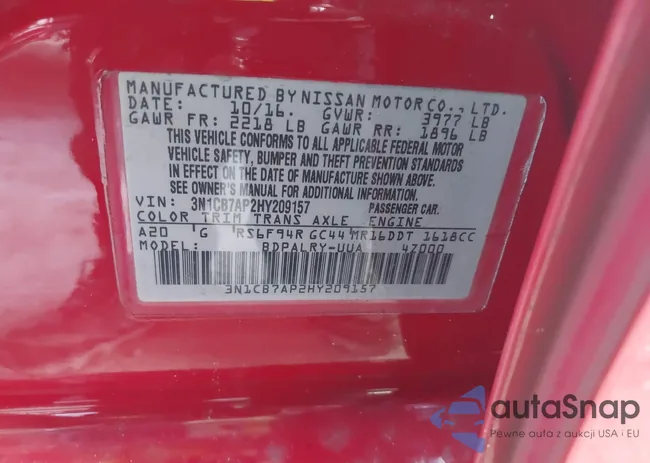 MANUFACTURED BY NISSAN MOTOR CO., LTD.
DATE: 10/16. GVWR: 3977 LB
GAWR FR: 2218 LB GAWR RR: 1896 LB
THIS VEHICLE CONFORMS TO ALL APPLICABLE FEDERAL MOTOR
VEHICLE SAFETY, BUMPER AND THEFT PREVENTION STANDARDS
IN EFFECT ON THE DATE OF MANUFACTURE SHOWN ABOVE.
SEE OWNER'S MANUAL FOR ADDITIONAL INFORMATION.
VIN: 3N1CB7AP2HY209157 PASSENGER CAR.
COLOR TRIM TRANS AXLE ENGINE
A20 G RS6F94R GC44 MR16DDT 1618CC
MODEL: BDPALRY-UUA 47000
3N1CB7AP2HY209157
autaSnap
Pewne auta z aukcji USA i EU